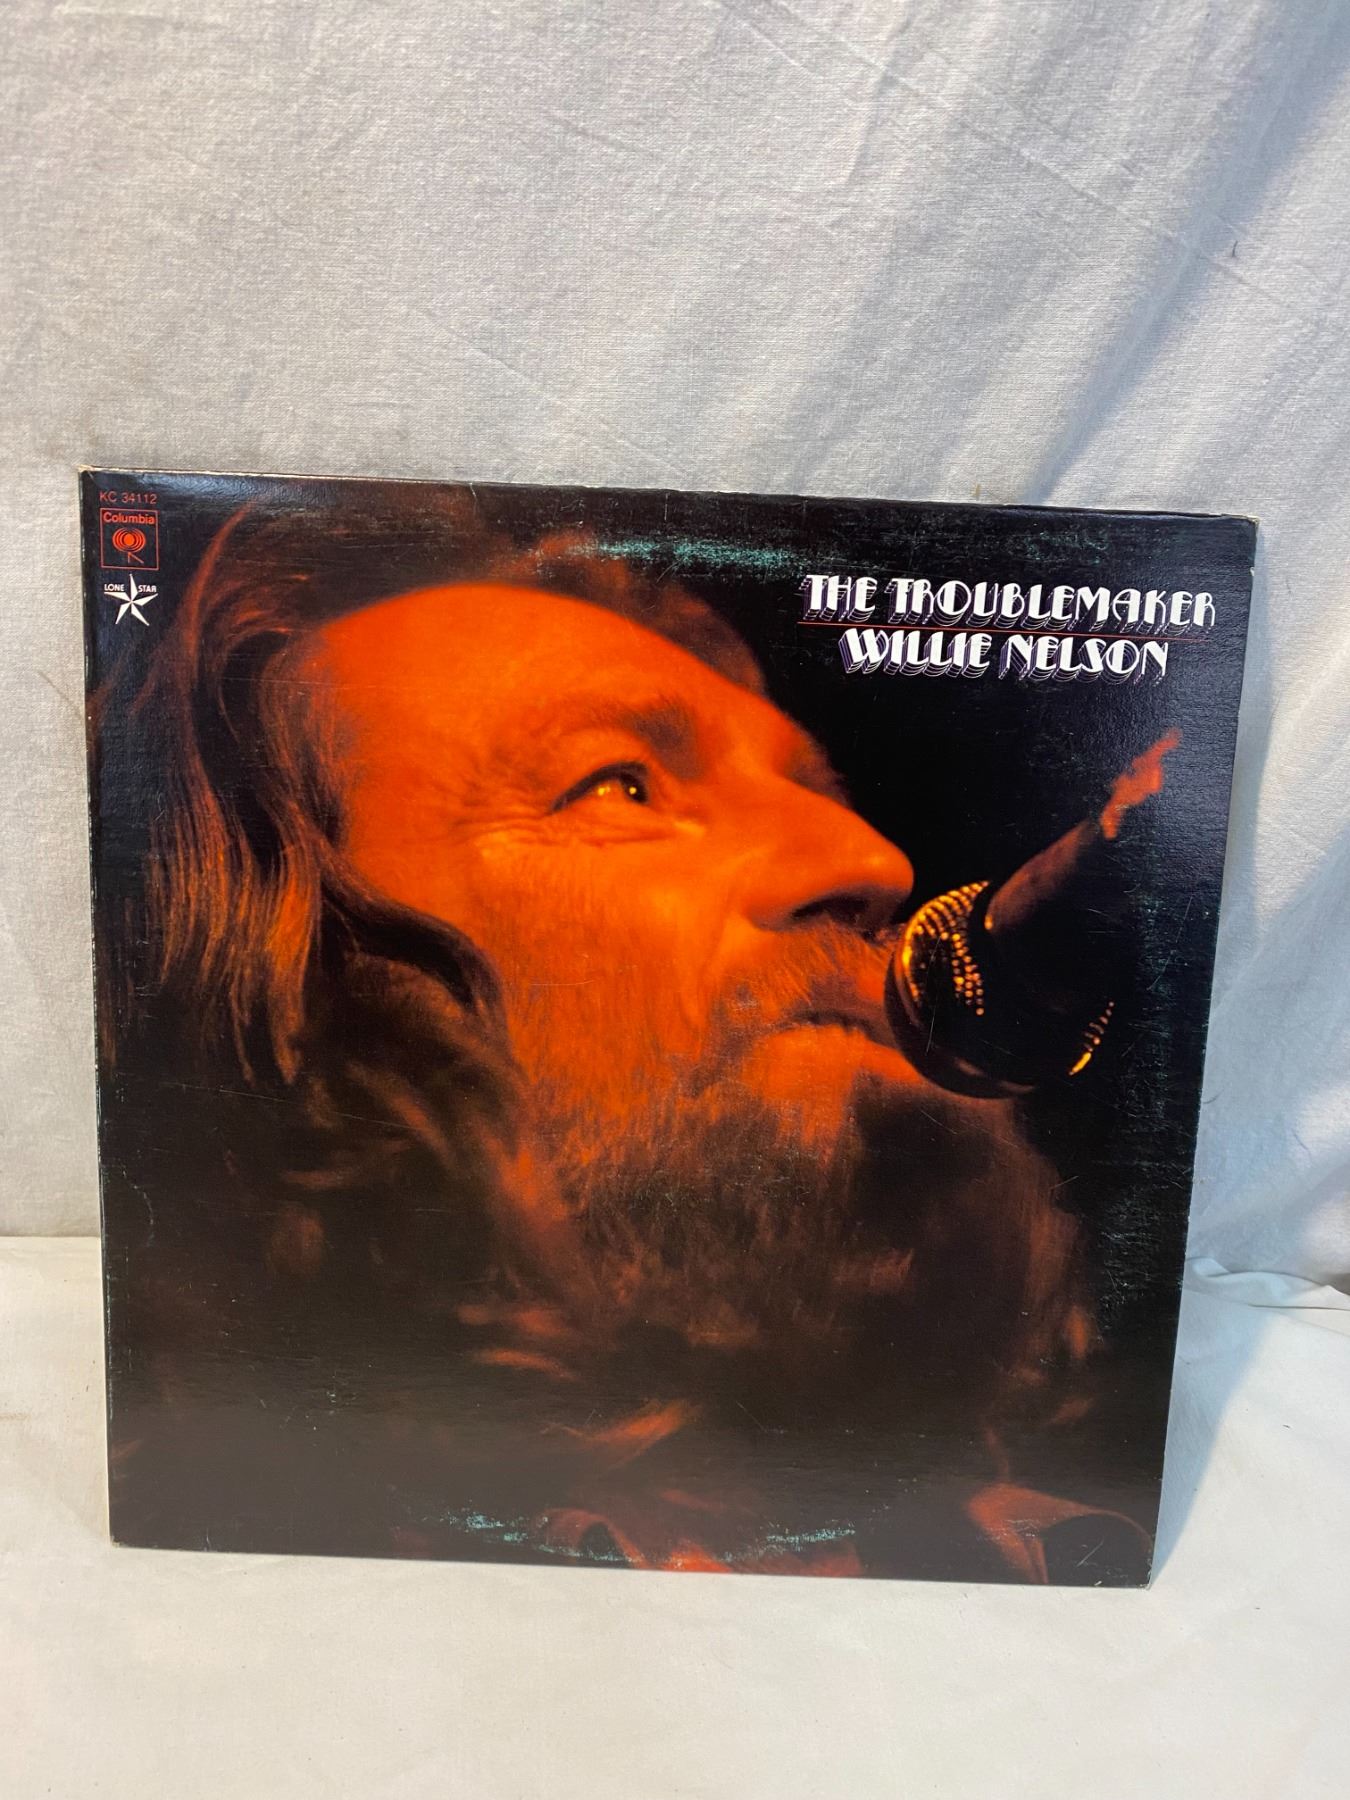 KC 34112
Columbia
LONE STAR
THE TROUBLEMAKER
WILLIE NELSON